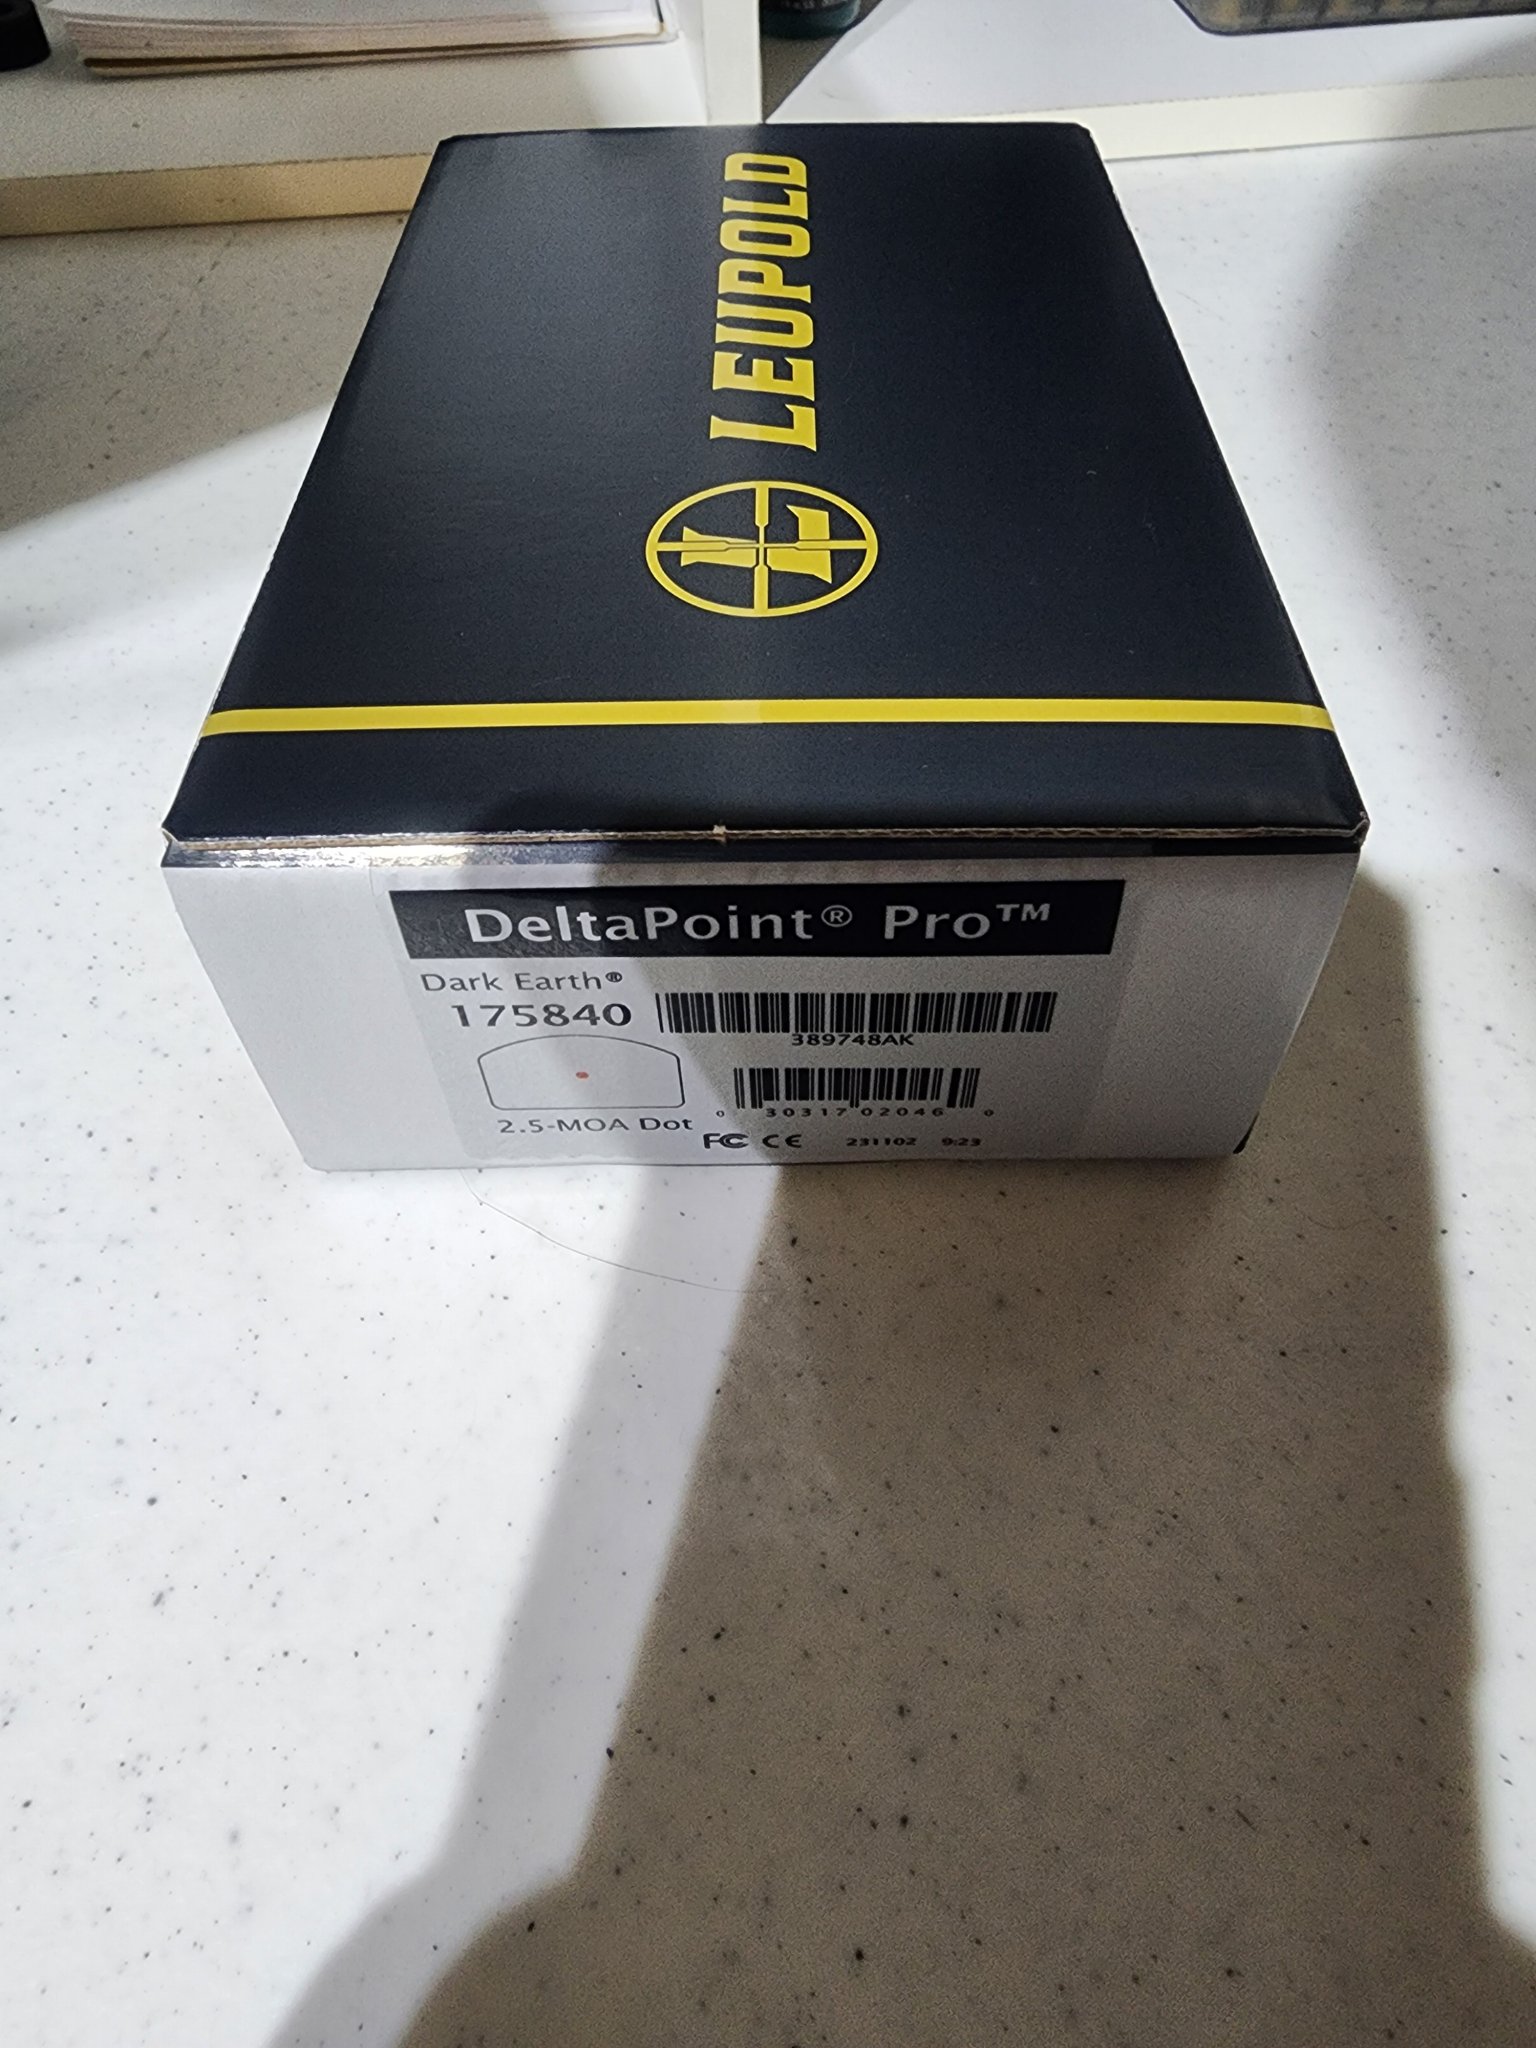 LEUPOLD
DeltaPoint® Pro™
Dark Earth®
175840
389748AK
0 30317 02046 0
2.5-MOA Dot
FC CE 231102 9:23